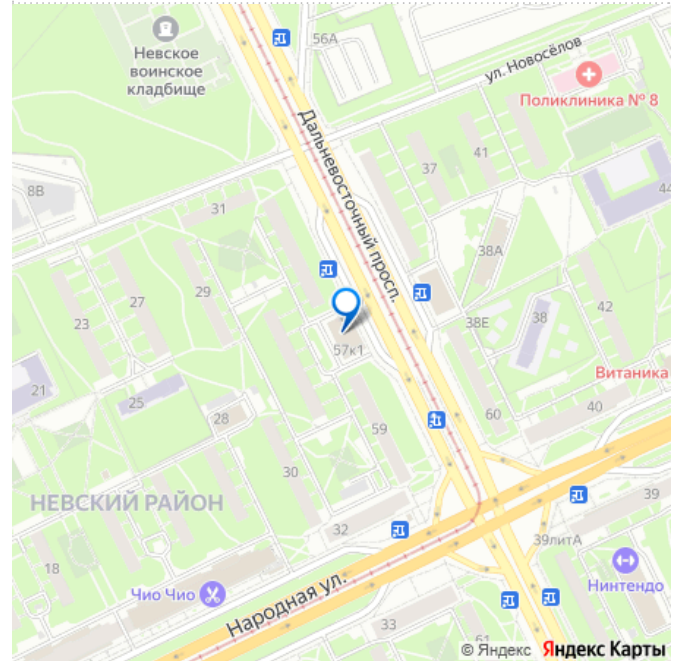 56А
Невское
воинское
кладбище
ул. Новосёлов
Поликлиника № 8
Дальневосточный просп.
41
37
8В
44
31
38А
29
27
23
42
38Е
38
57к1
Витаника
21
25
28
60
40
59
30
НЕВСКИЙ РАЙОН
39
32
39литА
18
Чио Чио
Нинтендо
Народная ул.
33
61
© Яндекс Яндекс Карты